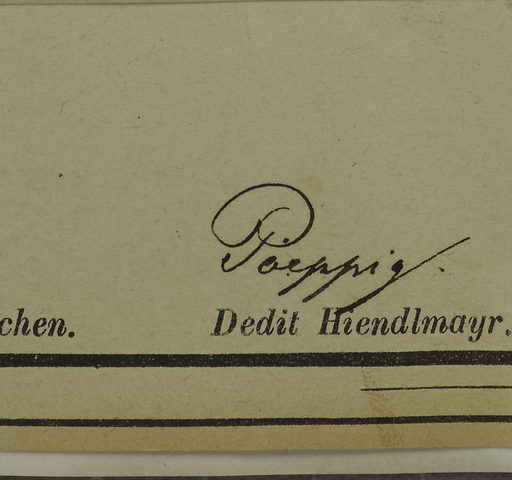 Poeppig.
chen.
Dedit Hiendlmayr.